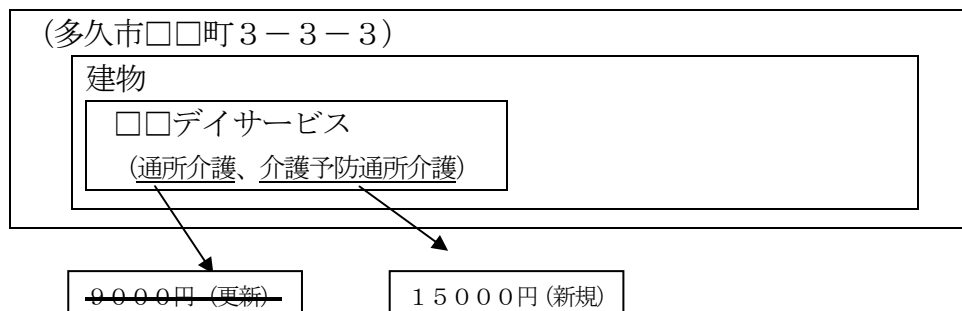 （多久市□□町３－３－３）
建物
□□デイサービス
（通所介護、介護予防通所介護）
９０００円（更新）
１５０００円（新規）